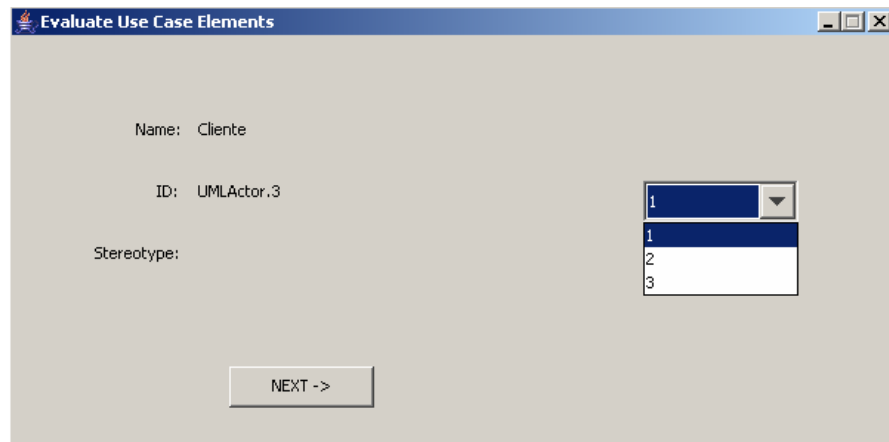 Evaluate Use Case Elements
Name: Cliente
ID: UMLActor.3
1
1
2
3
Stereotype:
NEXT ->